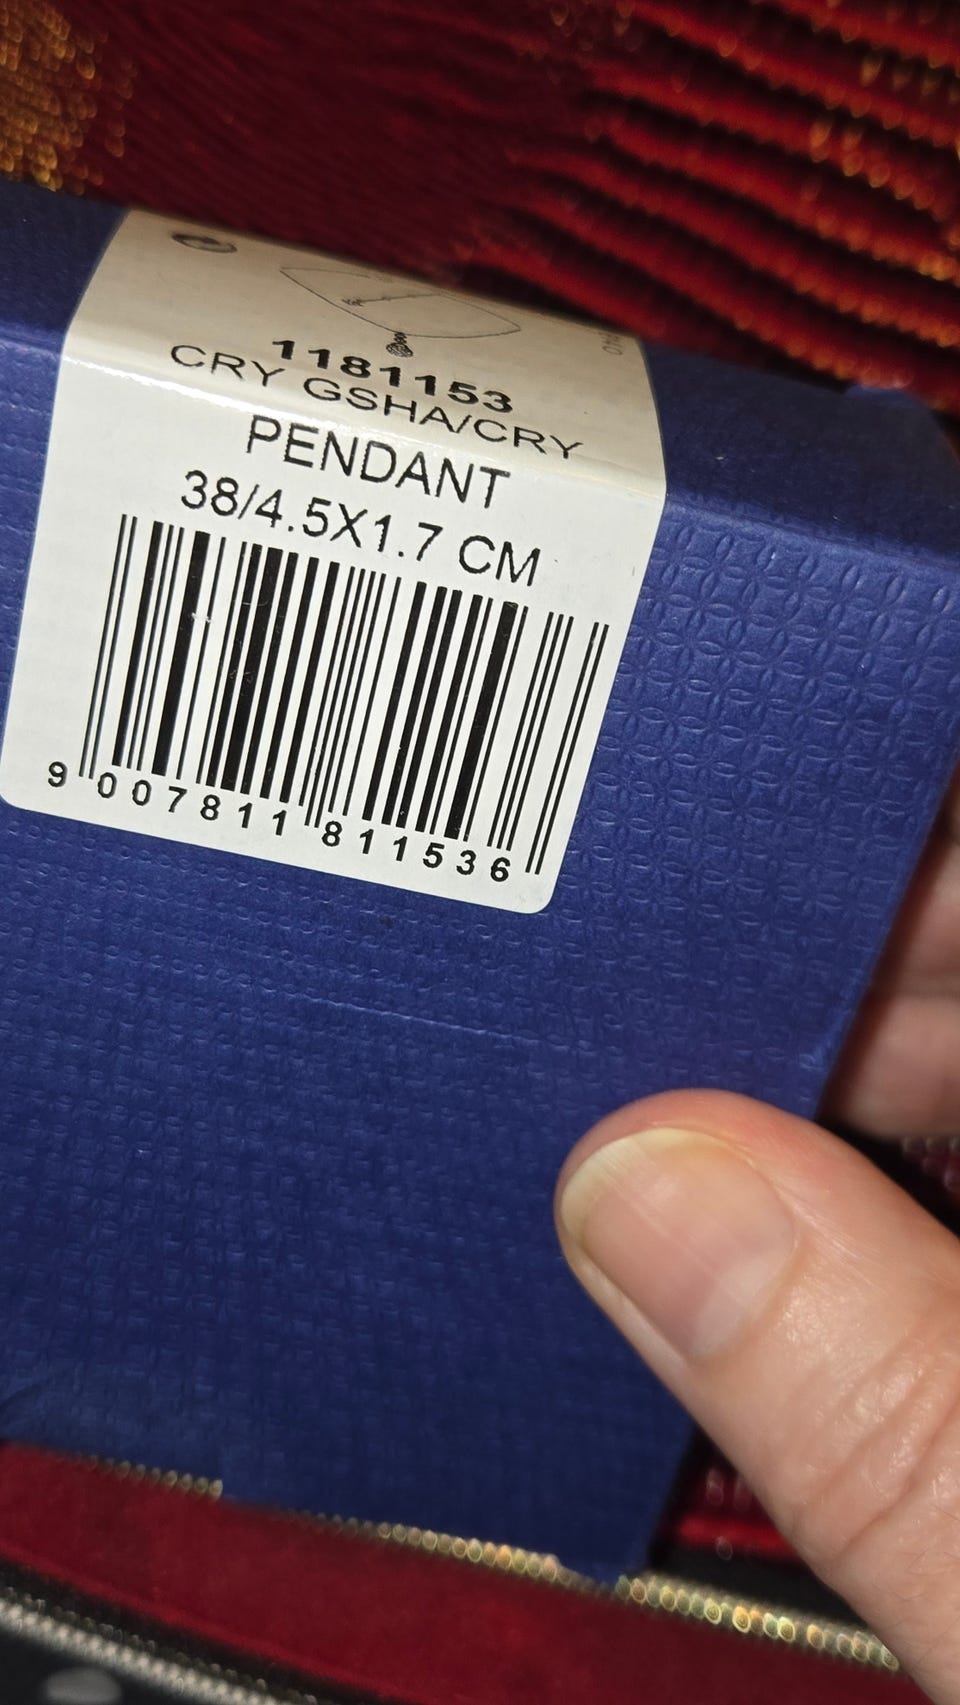 1181153
CRY GSHA/CRY
PENDANT
38/4.5X1.7 CM
9 007811 811536